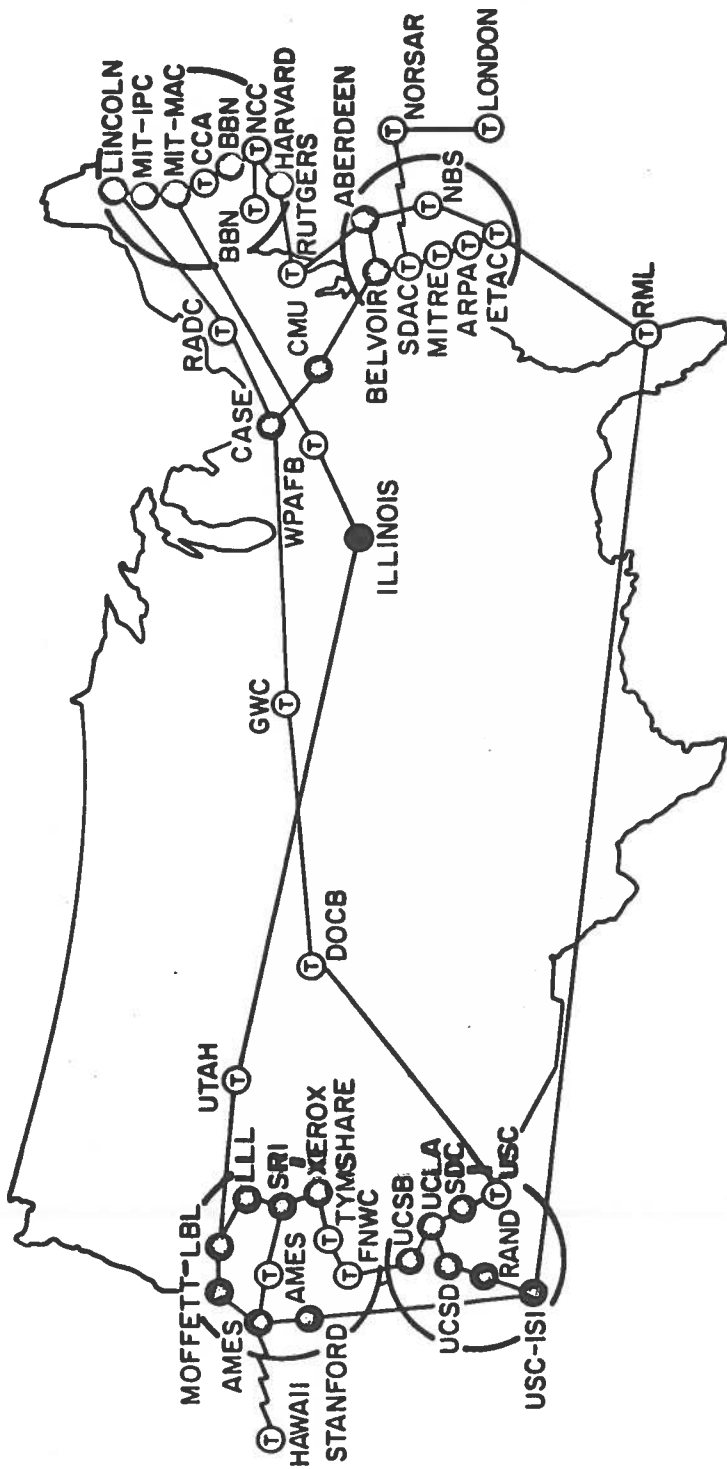 MOFFETT-LBL
AMES
HAWAII
T
STANFORD
AMES
T
LLL
SRI
XEROX
TYMSHARE
T
FNWC
T
UCSB
UCLA
SDC
USC
T
UCSD
RAND
USC-ISI
UTAH
T
DOCB
T
GWC
T
ILLINOIS
WPAFB
T
CASE
CMU
RADC
T
LINCOLN
MIT-IPC
MIT-MAC
CCA
T
BBN
NCC
T
BBN
T
HARVARD
RUTGERS
T
ABERDEEN
BELVOIR
SDAC
T
MITRE
T
ARPA
T
ETAC
T
NBS
T
NORSAR
T
LONDON
T
RML
T